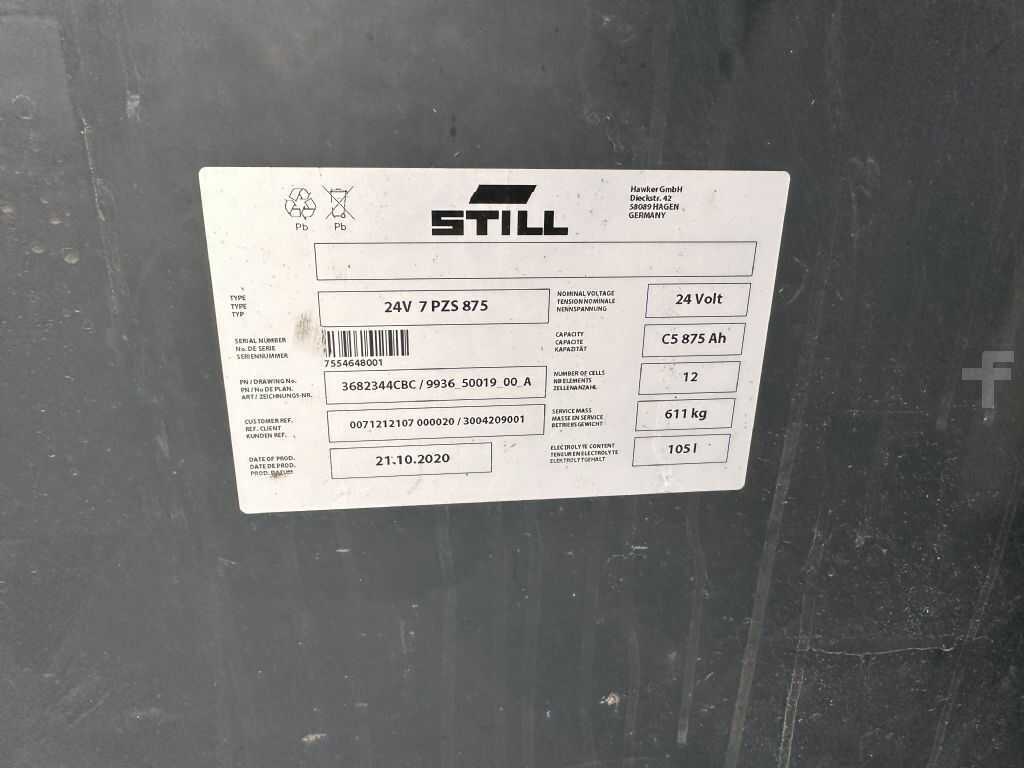 Pb Pb
STILL
Hawker GmbH
Dieckstr. 42
58089 HAGEN
GERMANY
TYPE
TYPE
TYP
24V 7 PZS 875
NOMINAL VOLTAGE
TENSION NOMINALE
NENNSPANNUNG
24 Volt
SERIAL NUMBER
No. DE SERIE
SERIENNUMMER
7554648001
CAPACITY
CAPACITE
KAPAZITÄT
C5 875 Ah
PN / DRAWING No.
PN / No DE PLAN.
ART / ZEICHNUNGS-NR.
3682344CBC / 9936_50019_00_A
NUMBER OF CELLS
NB ELEMENTS
ZELLENANZAHL
12
CUSTOMER REF.
REF. CLIENT
KUNDEN REF.
0071212107 000020 / 3004209001
SERVICE MASS
MASSE EN SERVICE
BETRIEBSGEWICHT
611 kg
DATE OF PROD.
DATE DE PROD.
PROD. DATUM
21.10.2020
ELECTROLYTE CONTENT
TENEUR EN ELECTROLYTE
ELEKTROLYTGEHALT
105 l
f